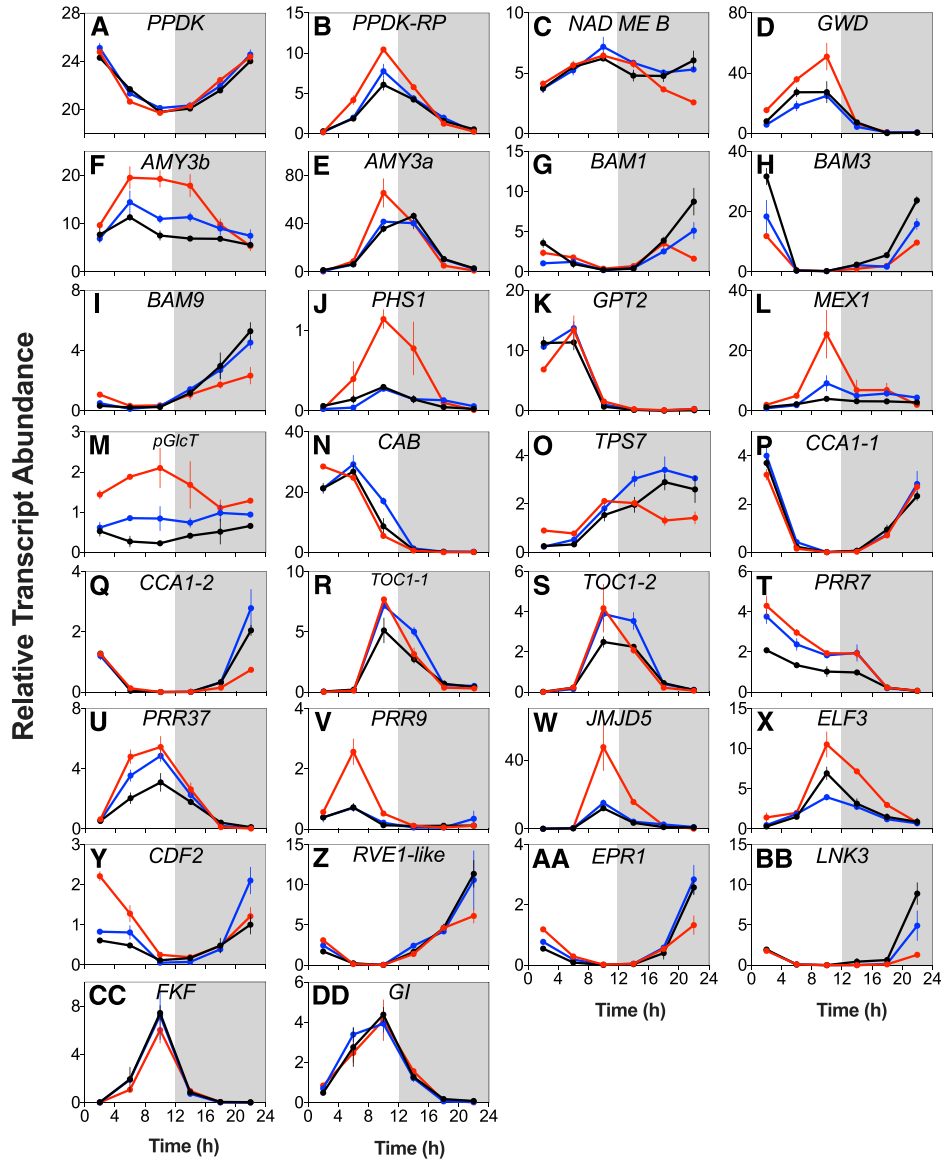 Relative Transcript Abundance
A PPDK
28
24
20
B PPDK-RP
15
10
5
0
C NAD ME B
10
5
0
D GWD
80
40
0
F AMY3b
20
10
0
E AMY3a
80
40
0
G BAM1
15
10
5
0
H BAM3
40
20
0
I BAM9
8
4
0
J PHS1
1
0
K GPT2
20
10
0
L MEX1
40
20
0
M pGlcT
3
2
1
0
N CAB
40
20
0
O TPS7
4
2
0
P CCA1-1
4
2
0
Q CCA1-2
4
2
0
R TOC1-1
10
5
0
S TOC1-2
6
4
2
0
T PRR7
6
4
2
0
U PRR37
8
4
0
V PRR9
4
2
0
W JMJD5
40
0
X ELF3
15
10
5
0
Y CDF2
3
2
1
0
Z RVE1-like
15
10
5
0
AA EPR1
4
2
0
0 4 8 12 16 20 24
Time (h)
BB LNK3
15
10
5
0
0 4 8 12 16 20 24
Time (h)
CC FKF
8
4
0
0 4 8 12 16 20 24
Time (h)
DD GI
6
4
2
0
0 4 8 12 16 20 24
Time (h)